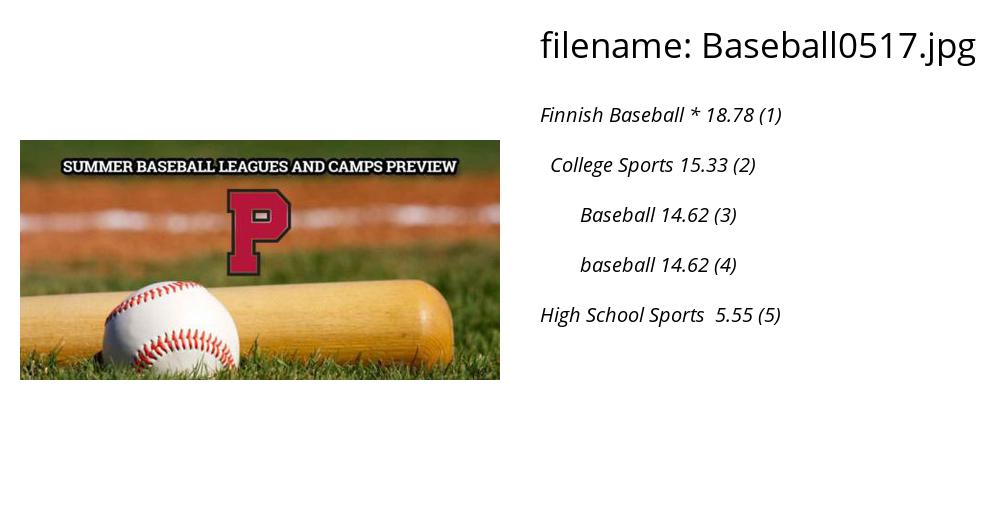 filename: Baseball0517.jpg
Finnish Baseball * 18.78 (1)
SUMMER BASEBALL LEAGUES AND CAMPS PREVIEW
College Sports 15.33 (2)
P
Baseball 14.62 (3)
baseball 14.62 (4)
High School Sports 5.55 (5)